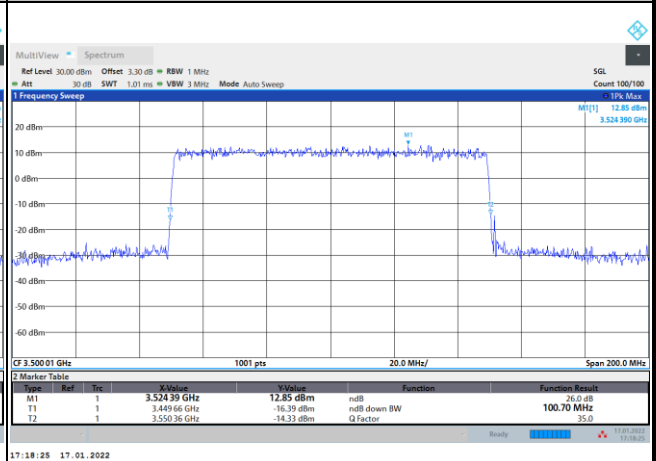 MultiView Spectrum
Ref Level 30.00 dBm Offset 3.30 dB RBW 1 MHz SGL
Att 30 dB SWT 1.01 ms VBW 3 MHz Mode Auto Sweep Count 100/100
1 Frequency Sweep 1Pk Max
M1[1] 12.85 dBm
3.524 390 GHz
20 dBm
M1
10 dBm
0 dBm
-10 dBm
T1 T2
-20 dBm
-30 dBm
-40 dBm
-50 dBm
-60 dBm
CF 3.500 01 GHz 1001 pts 20.0 MHz/ Span 200.0 MHz
2 Marker Table
Type Ref Trc X-Value Y-Value Function Function Result
M1 1 3.524 39 GHz 12.85 dBm ndB 26.0 dB
T1 1 3.449 66 GHz -16.39 dBm ndB down BW 100.70 MHz
T2 1 3.550 36 GHz -14.33 dBm Q Factor 35.0
Ready 17.01.2022
17:18:25
17:18:25 17.01.2022